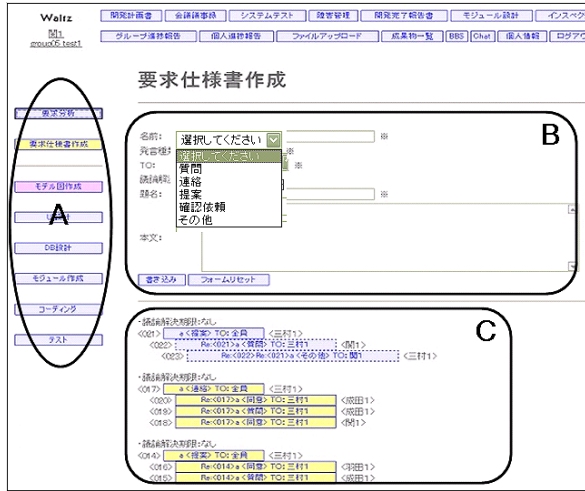 Waltz
関1
group05 test1
開発計画書 会議議事録 システムテスト 障害管理 開発完了報告書 モジュール設計 インスペク
グループ進捗報告 個人進捗報告 ファイルアップロード 成果物一覧 BBS Chat 個人情報 ログアウ
要求仕様書作成
要求分析
要求仕様書作成
モデル図作成
A
DB設計
モジュール作成
コーディング
テスト
B
名前: 選択してください ※
発言種
選択してください
TO: ※
質問
連絡
提案
題名: ※
確認依頼
その他
本文:
書き込み フォームリセット
C
・議論解決期限:なし
<021> a <提案> TO: 全員 <三村1>
<022> Re:<021>a <質問> TO: 三村1 <関1>
<023> Re:<022>Re:<021>a <その他> TO: 関1 <三村1>
・議論解決期限:なし
<017> a <連絡> TO: 全員 <三村1>
<020> Re:<017>a <同意> TO: 三村1 <成田1>
<019> Re:<017>a <質問> TO: 三村1 <成田1>
<018> Re:<017>a <同意> TO: 三村1 <関1>
・議論解決期限:なし
<014> a <提案> TO: 全員 <三村1>
<016> Re:<014>a <同意> TO: 三村1 <羽田1>
<015> Re:<014>a <質問> TO: 三村1 <成田1>